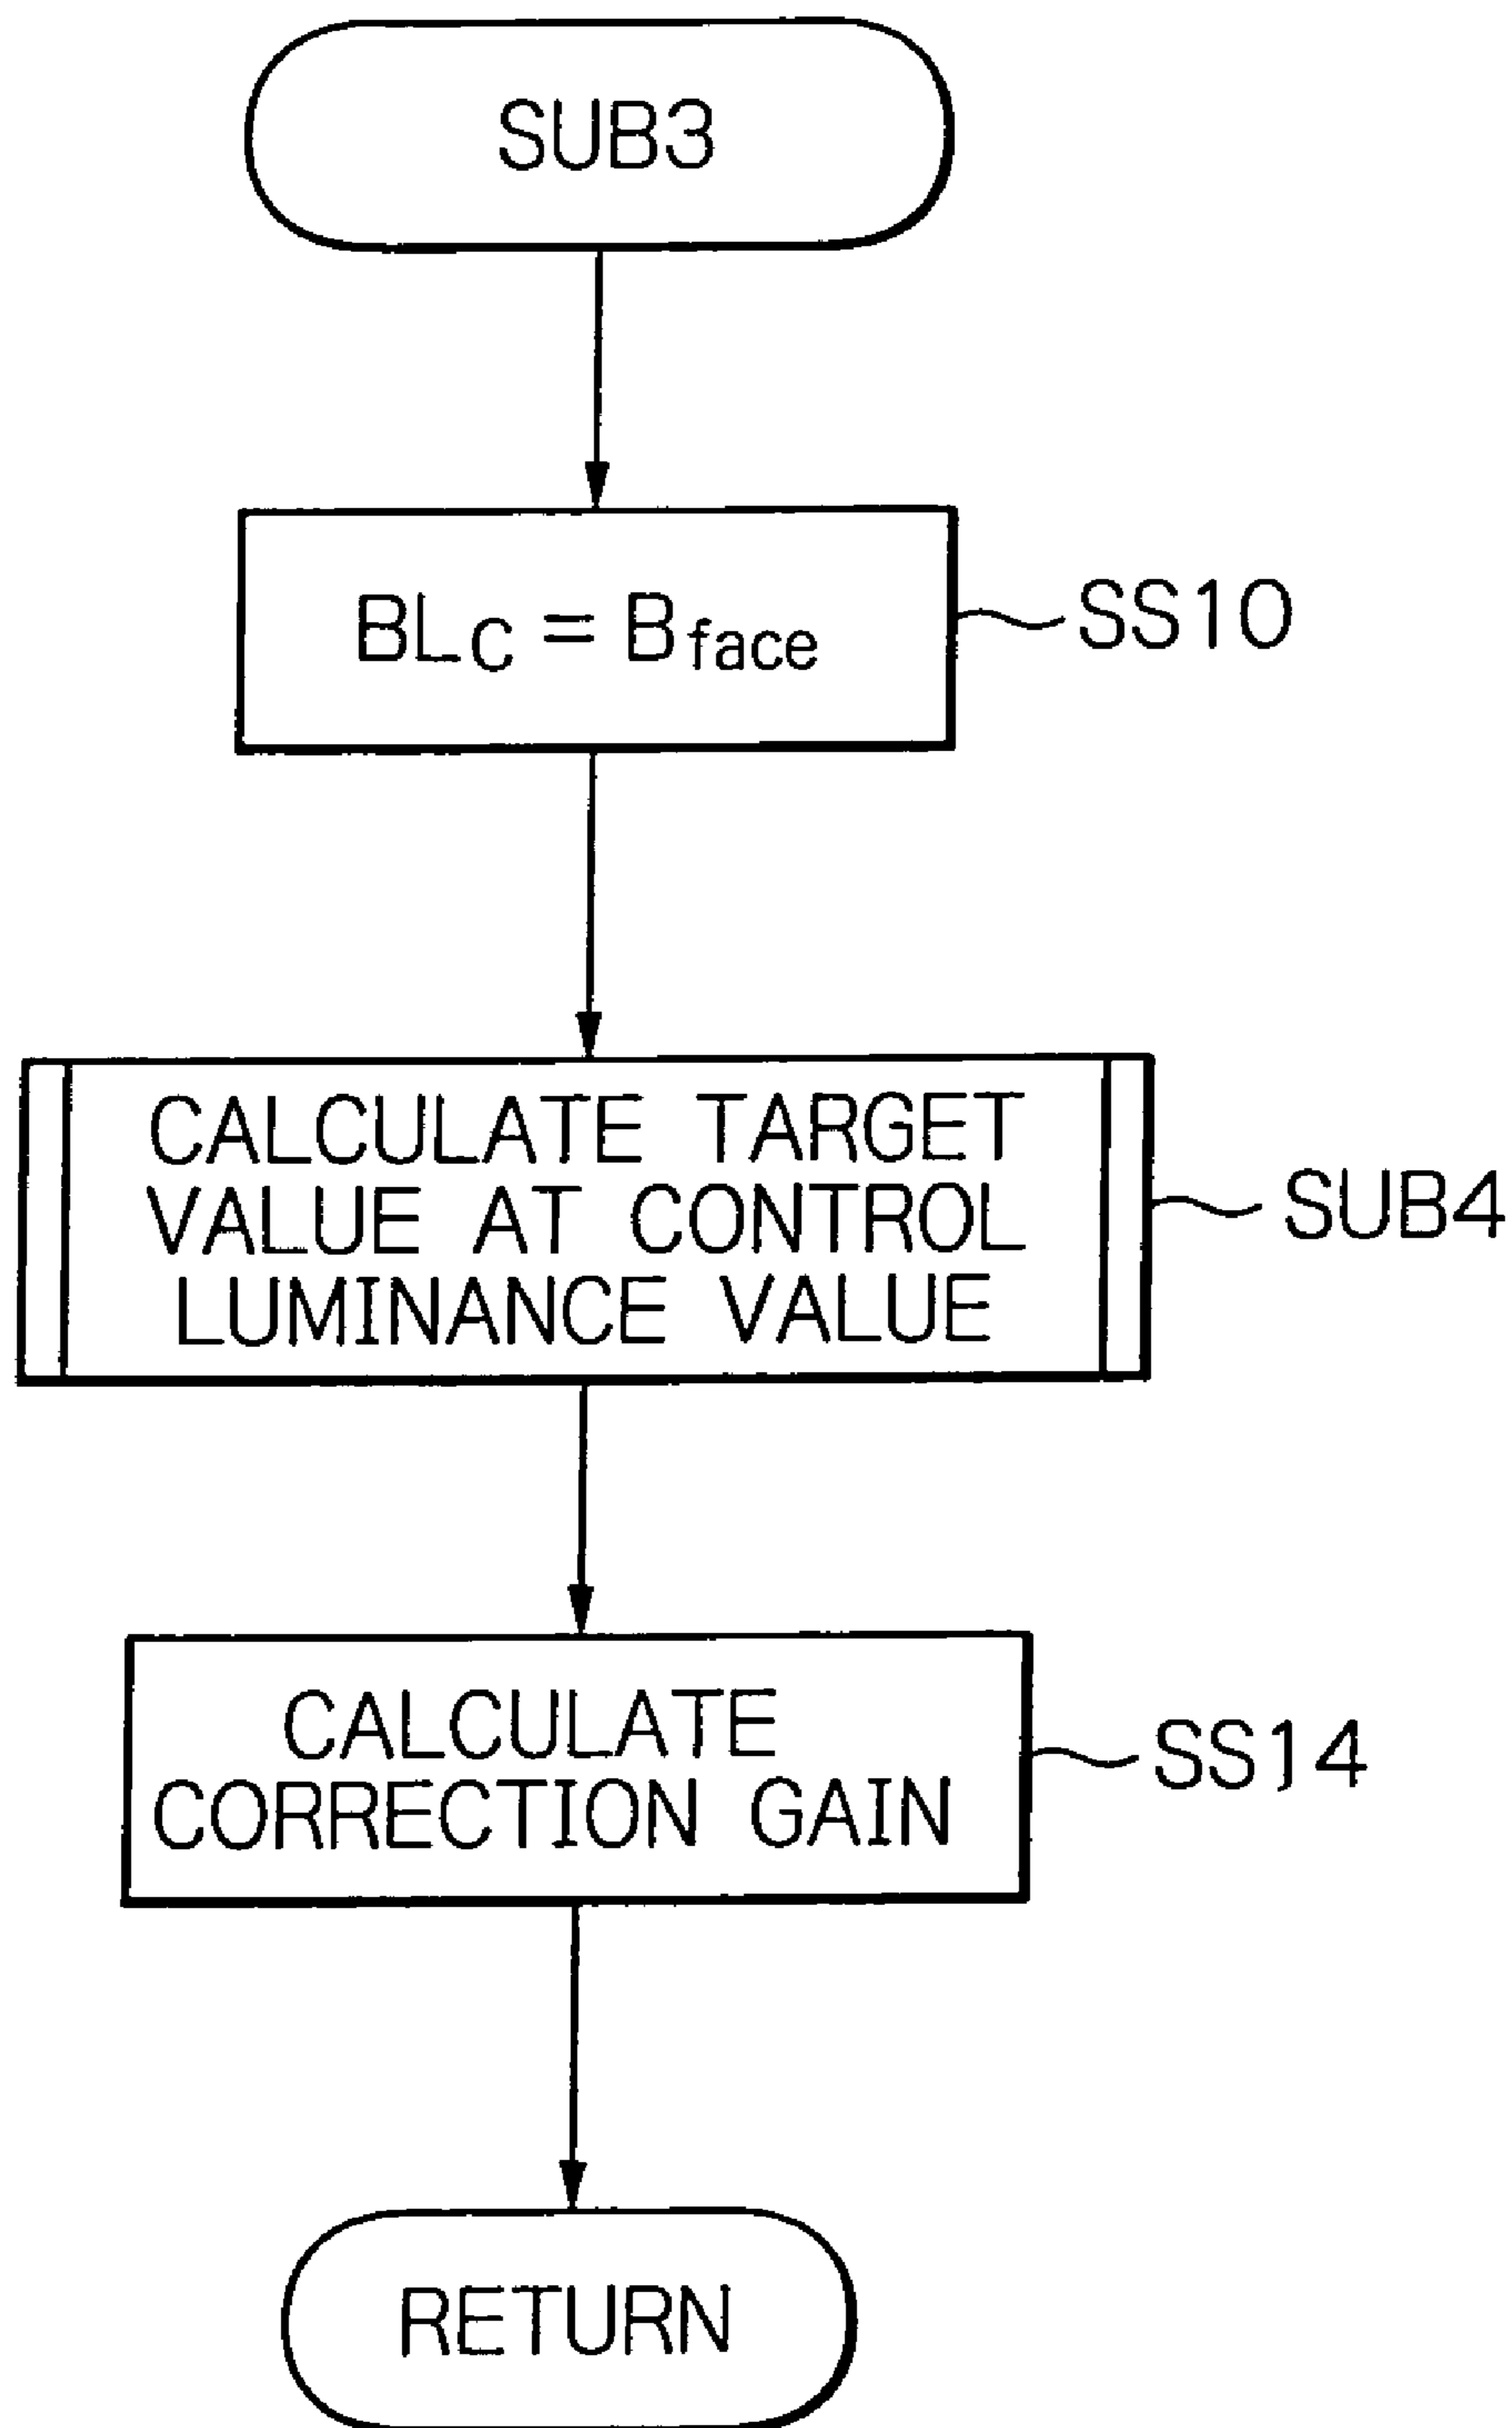 SUB3
BLC = Bface
SS10
CALCULATE TARGET
VALUE AT CONTROL
LUMINANCE VALUE
SUB4
CALCULATE
CORRECTION GAIN
SS14
RETURN